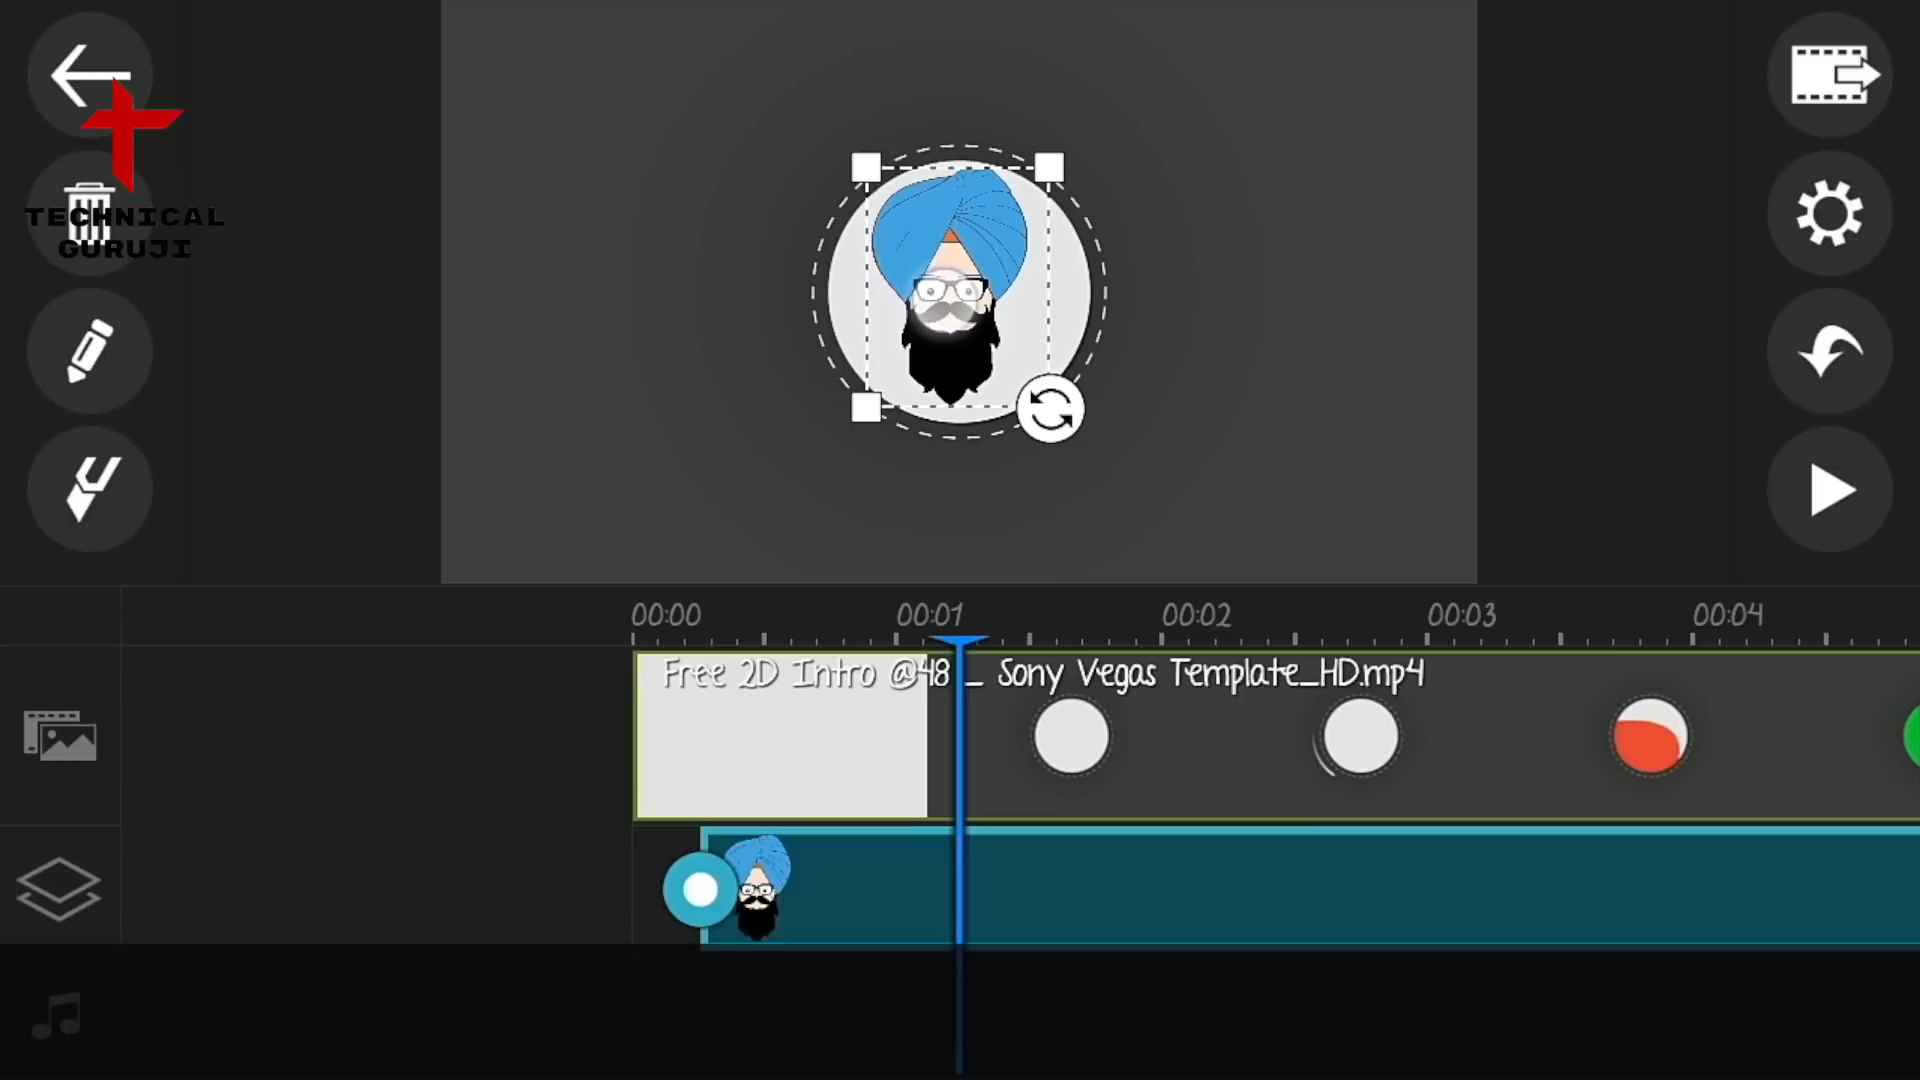 TECHNICAL
GURUJI
00:00
00:01
00:02
00:03
00:04
Free 2D Intro @48 _ Sony Vegas Template_HD.mp4